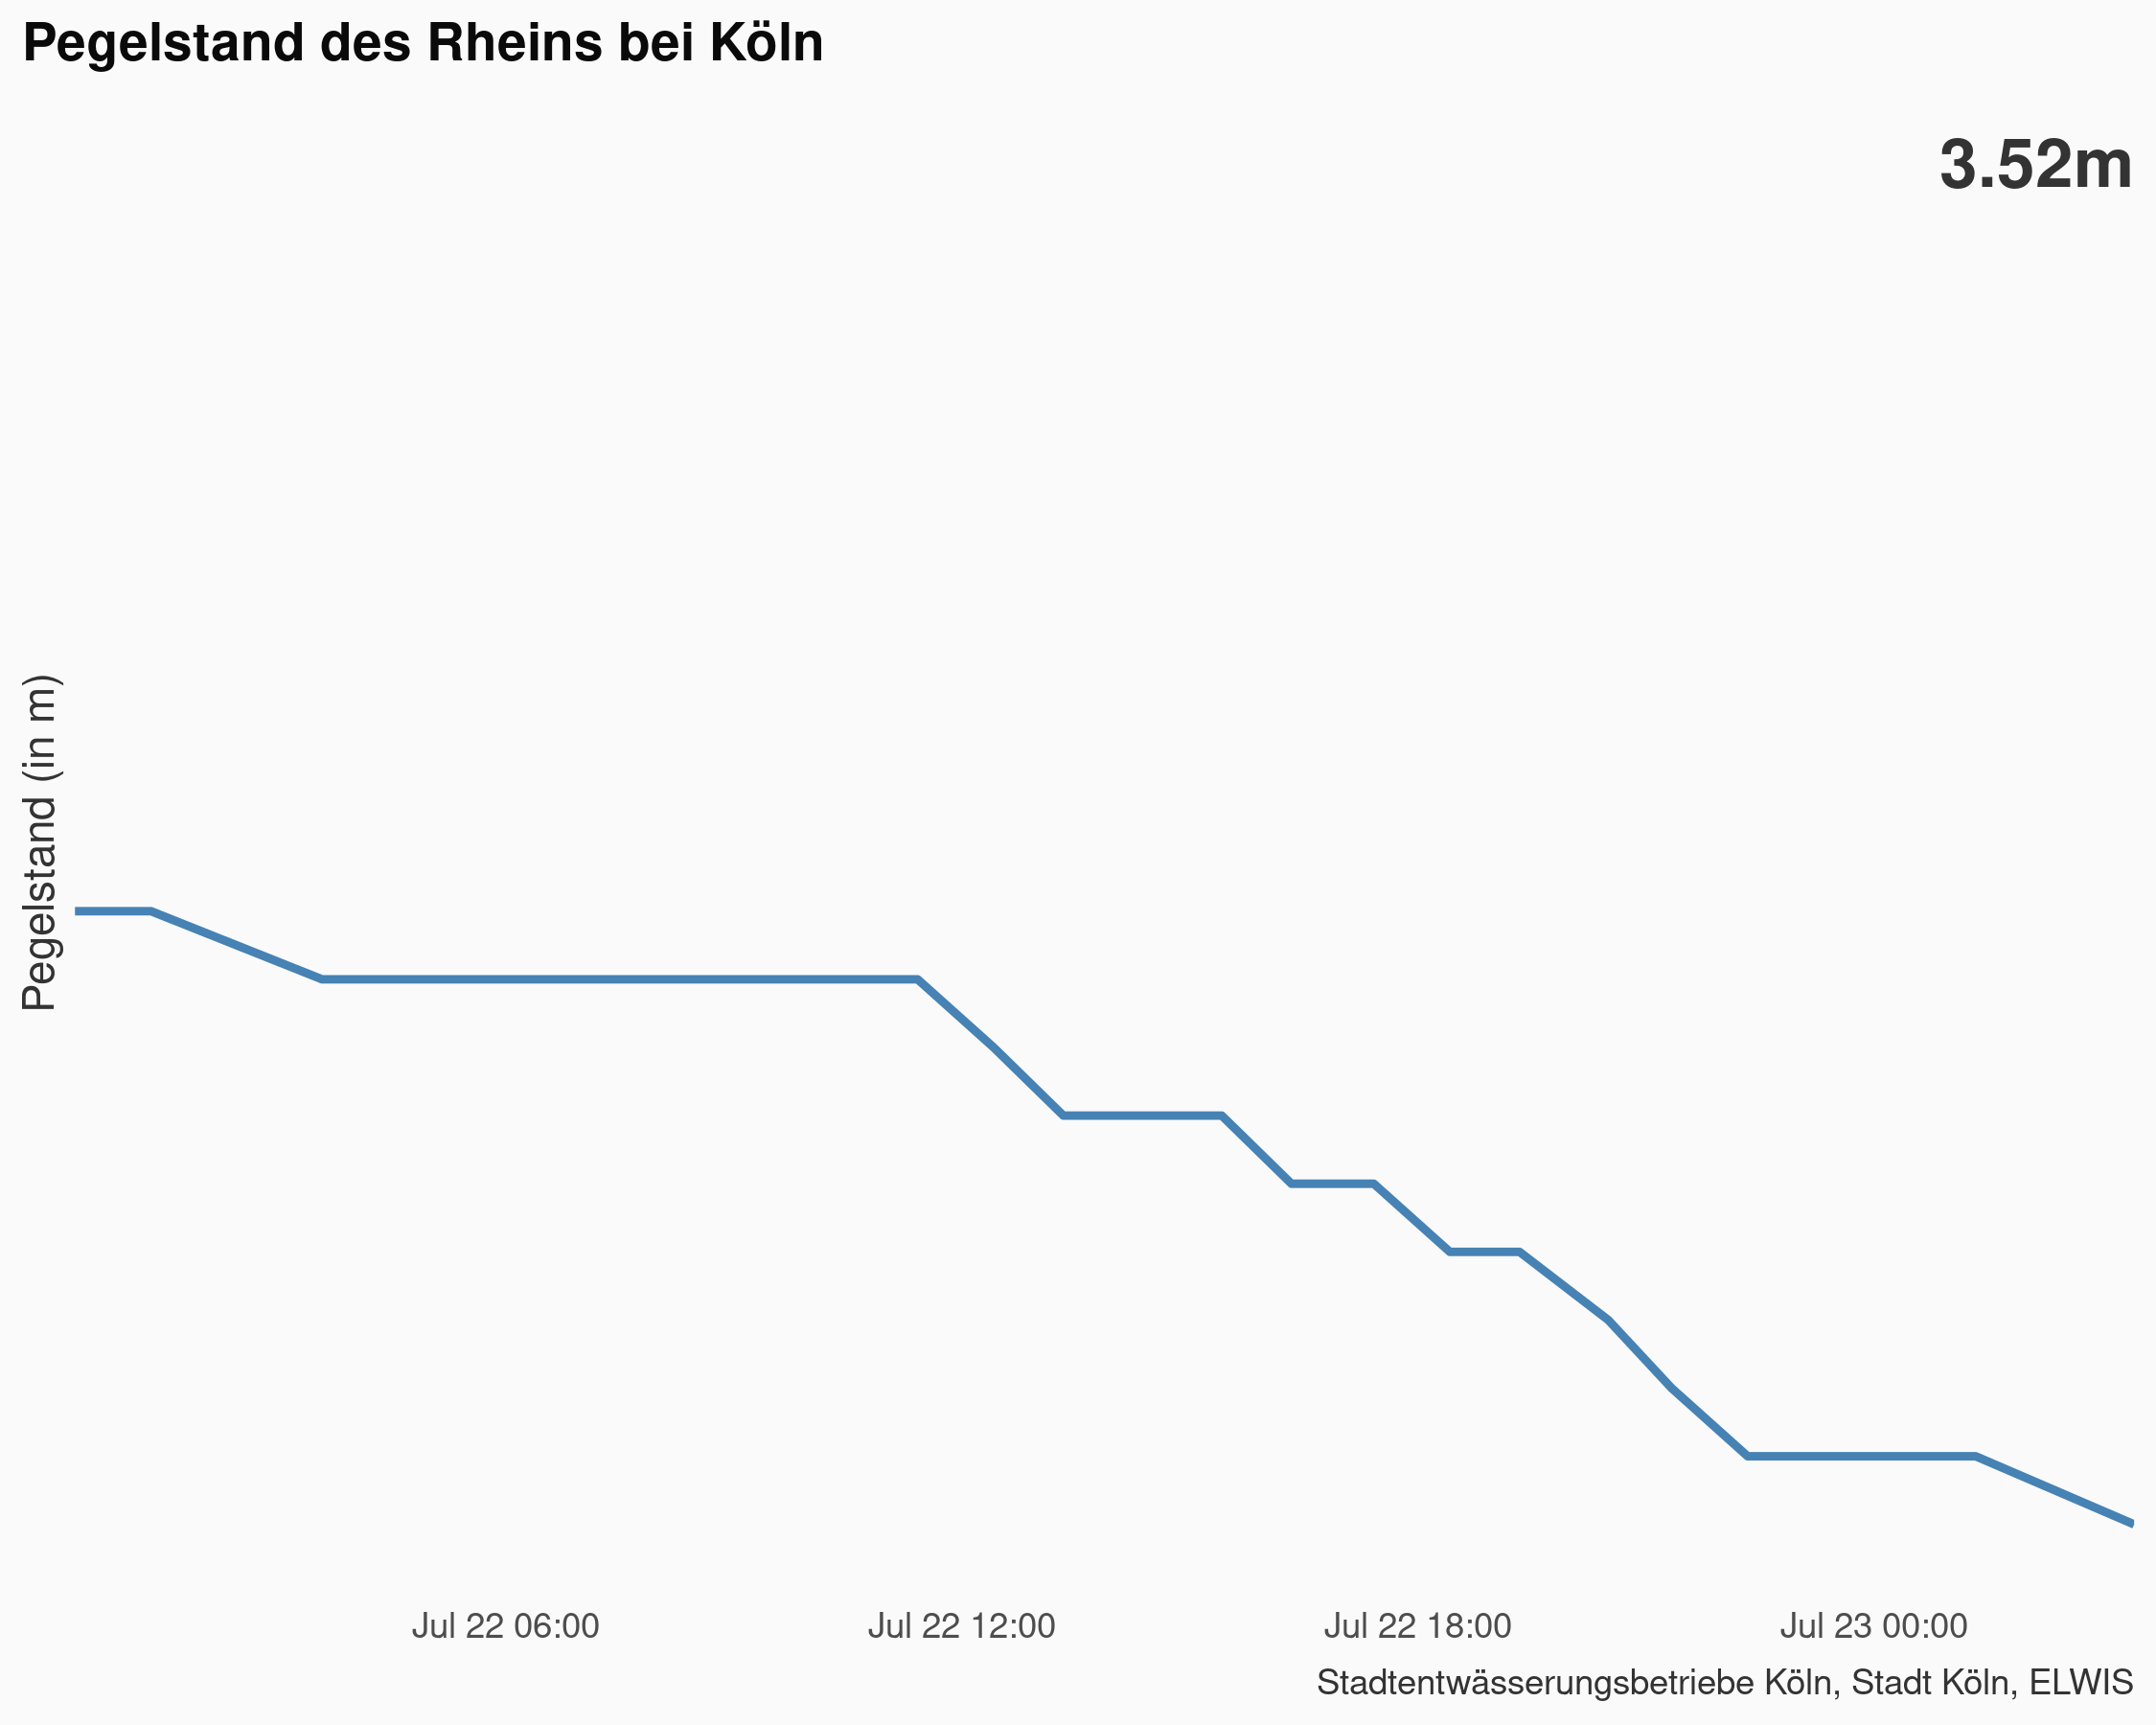 Pegelstand des Rheins bei Köln
3.52m
Pegelstand (in m)
Jul 22 06:00 Jul 22 12:00 Jul 22 18:00 Jul 23 00:00
Stadtentwässerungsbetriebe Köln, Stadt Köln, ELWIS